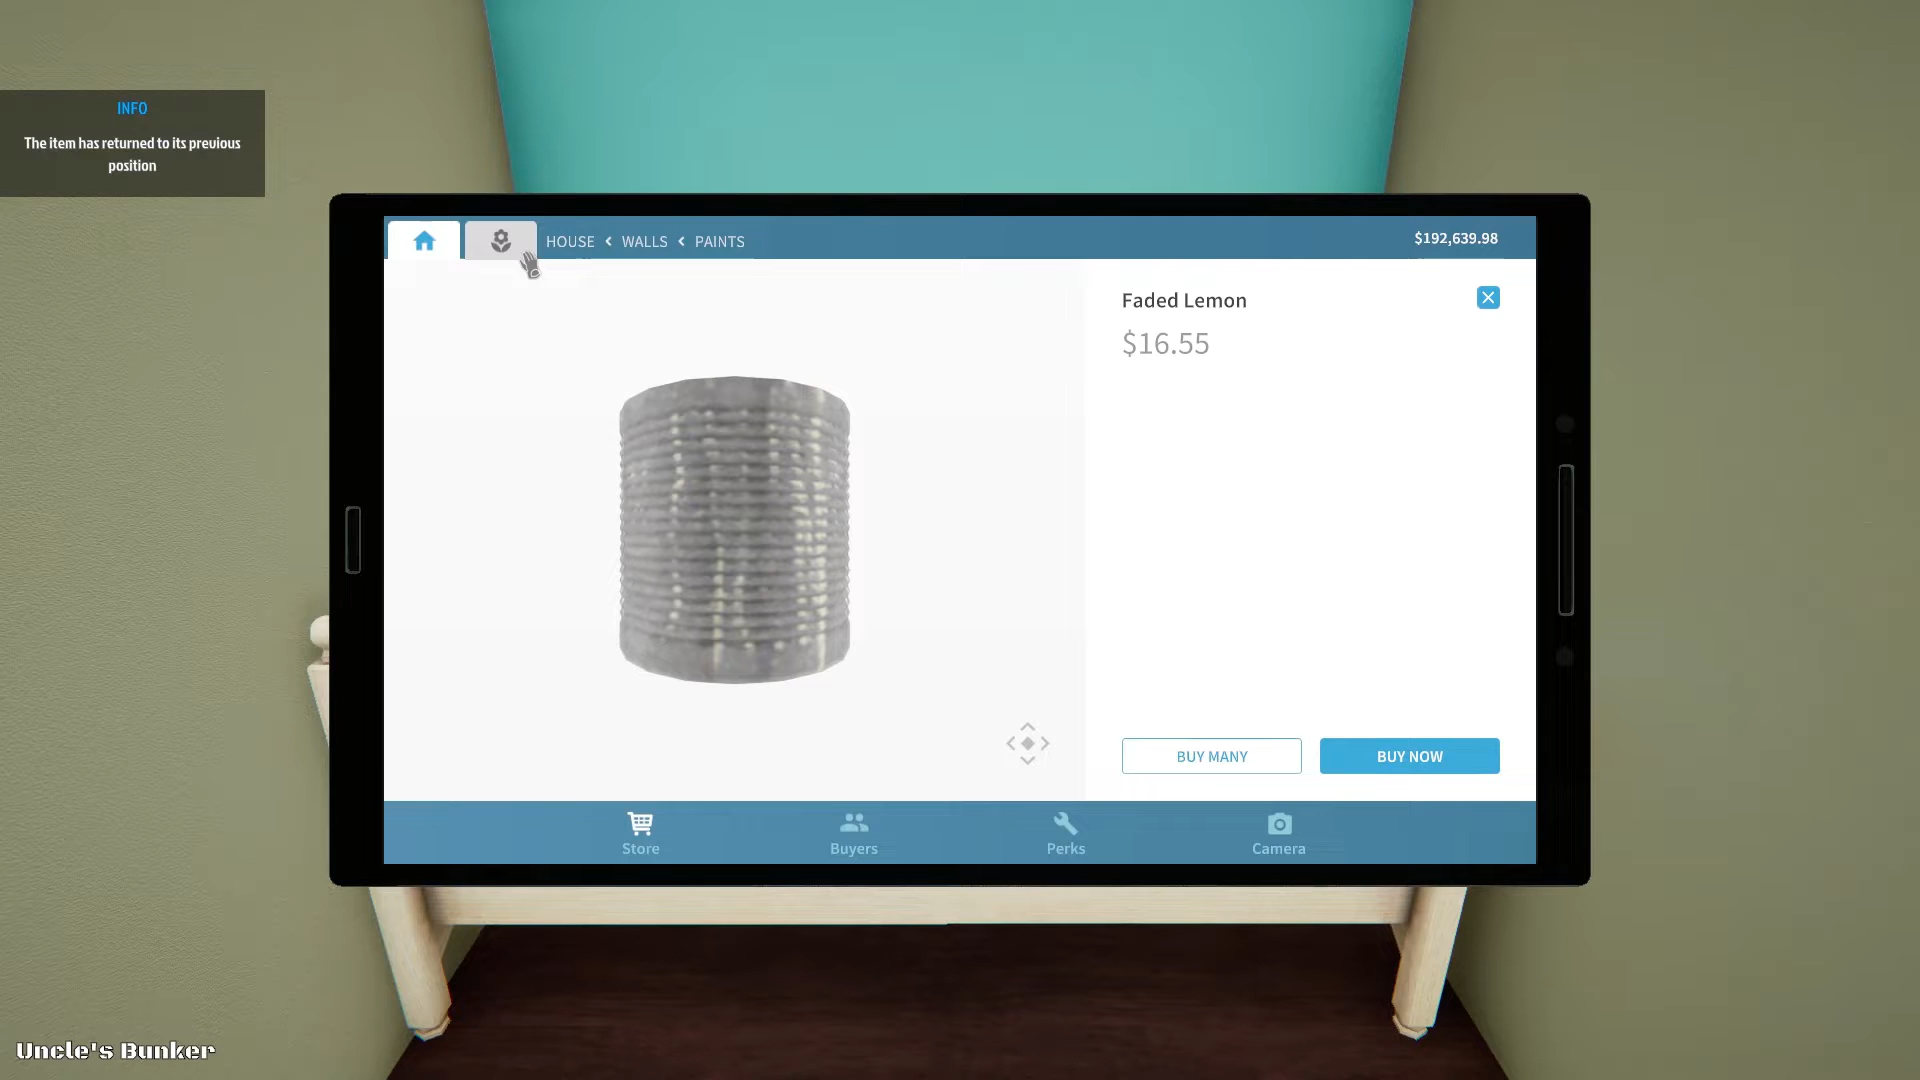 INFO
The item has returned to its previous
position
HOUSE < WALLS < PAINTS
$192,639.98
Faded Lemon
$16.55
BUY MANY
BUY NOW
Store
Buyers
Perks
Camera
Uncle's Bunker